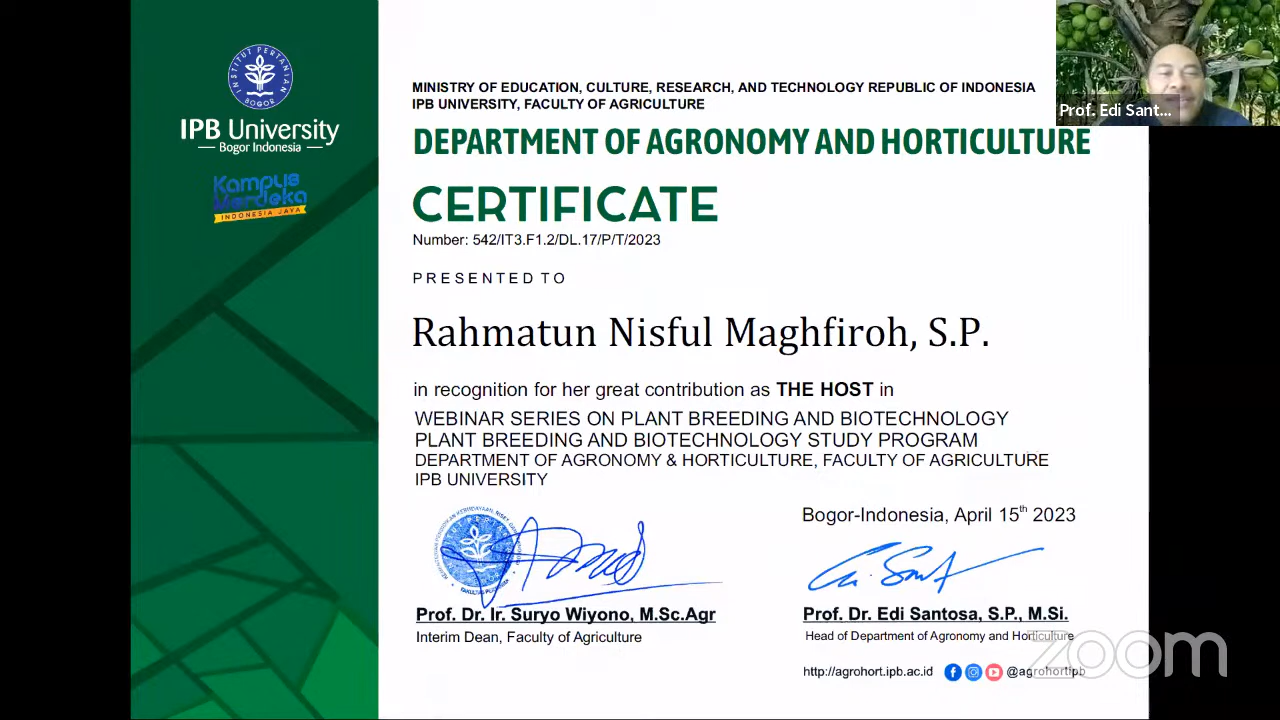 INSTITUT PERTANIAN
BOGOR
IPB University
Bogor Indonesia
Kampus
Merdeka
INDONESIA JAYA
Prof. Edi Sant...
MINISTRY OF EDUCATION, CULTURE, RESEARCH, AND TECHNOLOGY REPUBLIC OF INDONESIA
IPB UNIVERSITY, FACULTY OF AGRICULTURE
DEPARTMENT OF AGRONOMY AND HORTICULTURE
CERTIFICATE
Number: 542/IT3.F1.2/DL.17/P/T/2023
PRESENTED TO
Rahmatun Nisful Maghfiroh, S.P.
in recognition for her great contribution as THE HOST in
WEBINAR SERIES ON PLANT BREEDING AND BIOTECHNOLOGY
PLANT BREEDING AND BIOTECHNOLOGY STUDY PROGRAM
DEPARTMENT OF AGRONOMY & HORTICULTURE, FACULTY OF AGRICULTURE
IPB UNIVERSITY
Bogor-Indonesia, April 15th 2023
Prof. Dr. Ir. Suryo Wiyono, M.Sc.Agr
Interim Dean, Faculty of Agriculture
Prof. Dr. Edi Santosa, S.P., M.Si.
Head of Department of Agronomy and Horticulture
http://agrohort.ipb.ac.id
@agrohortipb
zoom